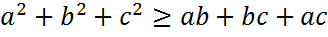 a² + b² + c² ≥ ab + bc + ac